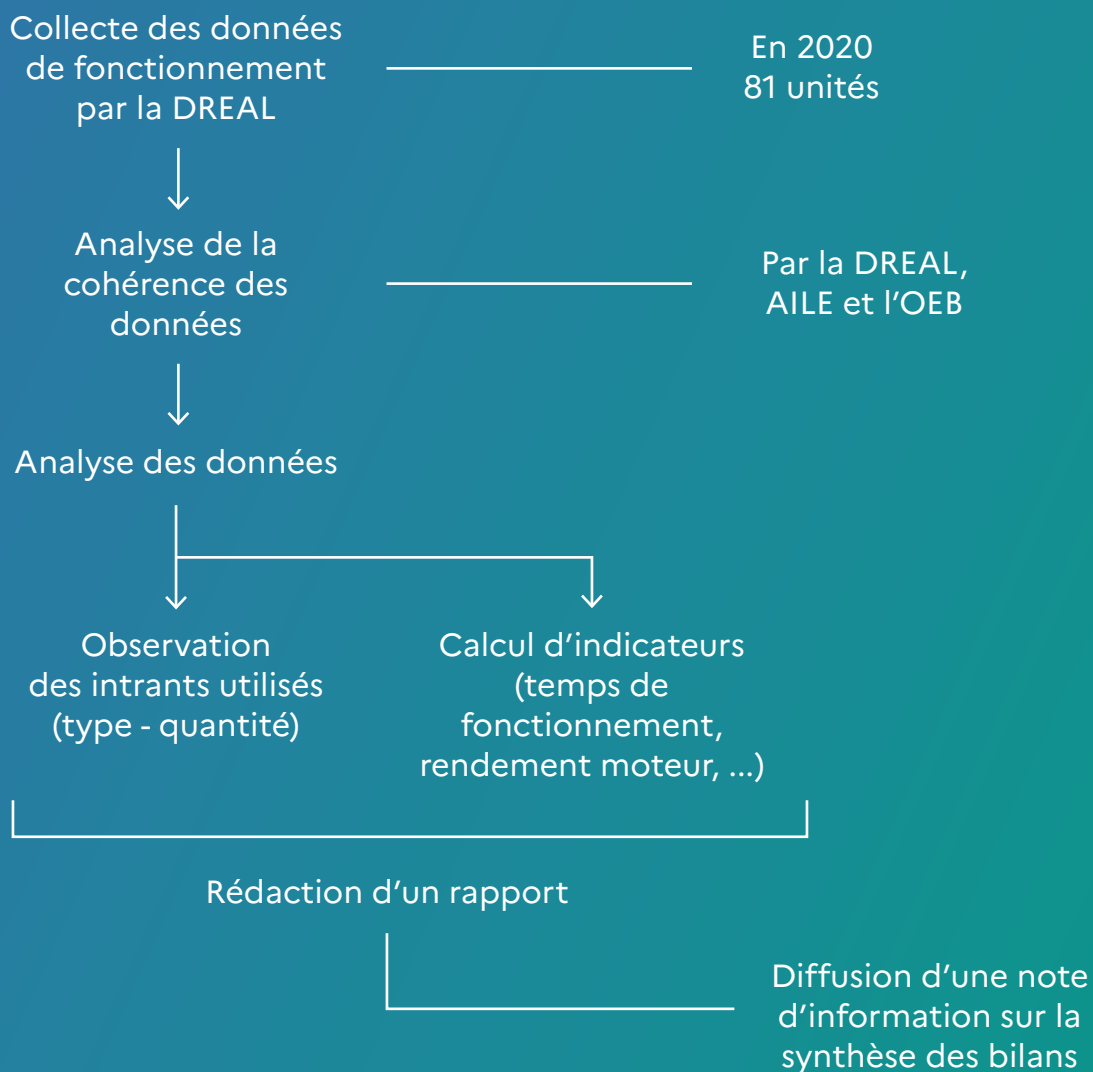 Collecte des données
de fonctionnement
par la DREAL
En 2020
81 unités
Analyse de la
cohérence des
données
Par la DREAL,
AILE et l'OEB
Analyse des données
Observation
des intrants utilisés
(type - quantité)
Calcul d'indicateurs
(temps de
fonctionnement,
rendement moteur, ...)
Rédaction d'un rapport
Diffusion d'une note
d'information sur la
synthèse des bilans